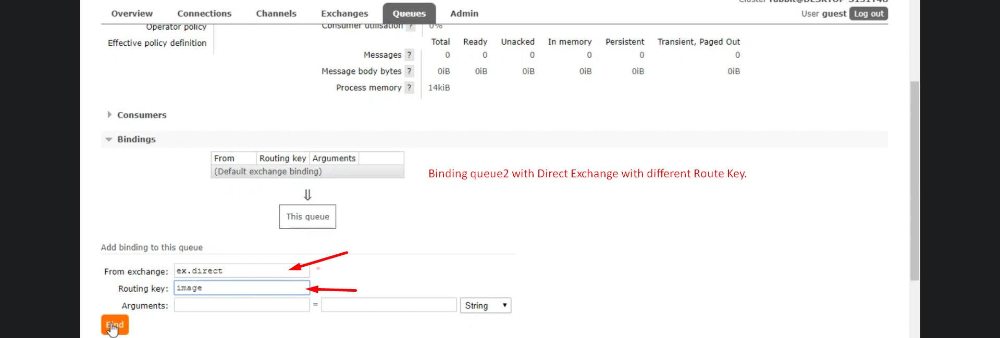 Overview Connections Channels Exchanges Queues Admin
User guest Log out
Operator policy
Consumer utilisation ? 0%
Effective policy definition
Total Ready Unacked In memory Persistent Transient, Paged Out
Messages ? 0 0 0 0 0 0
Message body bytes ? 0iB 0iB 0iB 0iB 0iB 0iB
Process memory ? 14kiB
Consumers
Bindings
From Routing key Arguments
(Default exchange binding)
Binding queue2 with Direct Exchange with different Route Key.
⇓
This queue
Add binding to this queue
From exchange: ex.direct *
Routing key: image
Arguments: = String
Bind